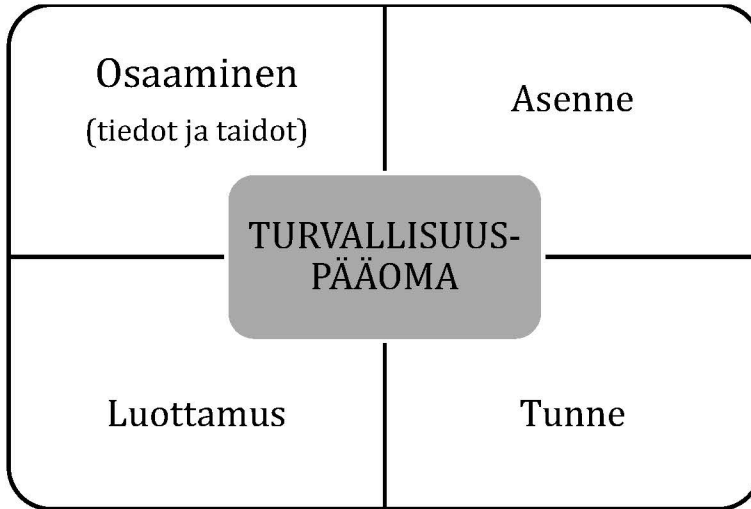 Osaaminen
(tiedot ja taidot)
Asenne
TURVALLISUUS-
PÄÄOMA
Luottamus
Tunne